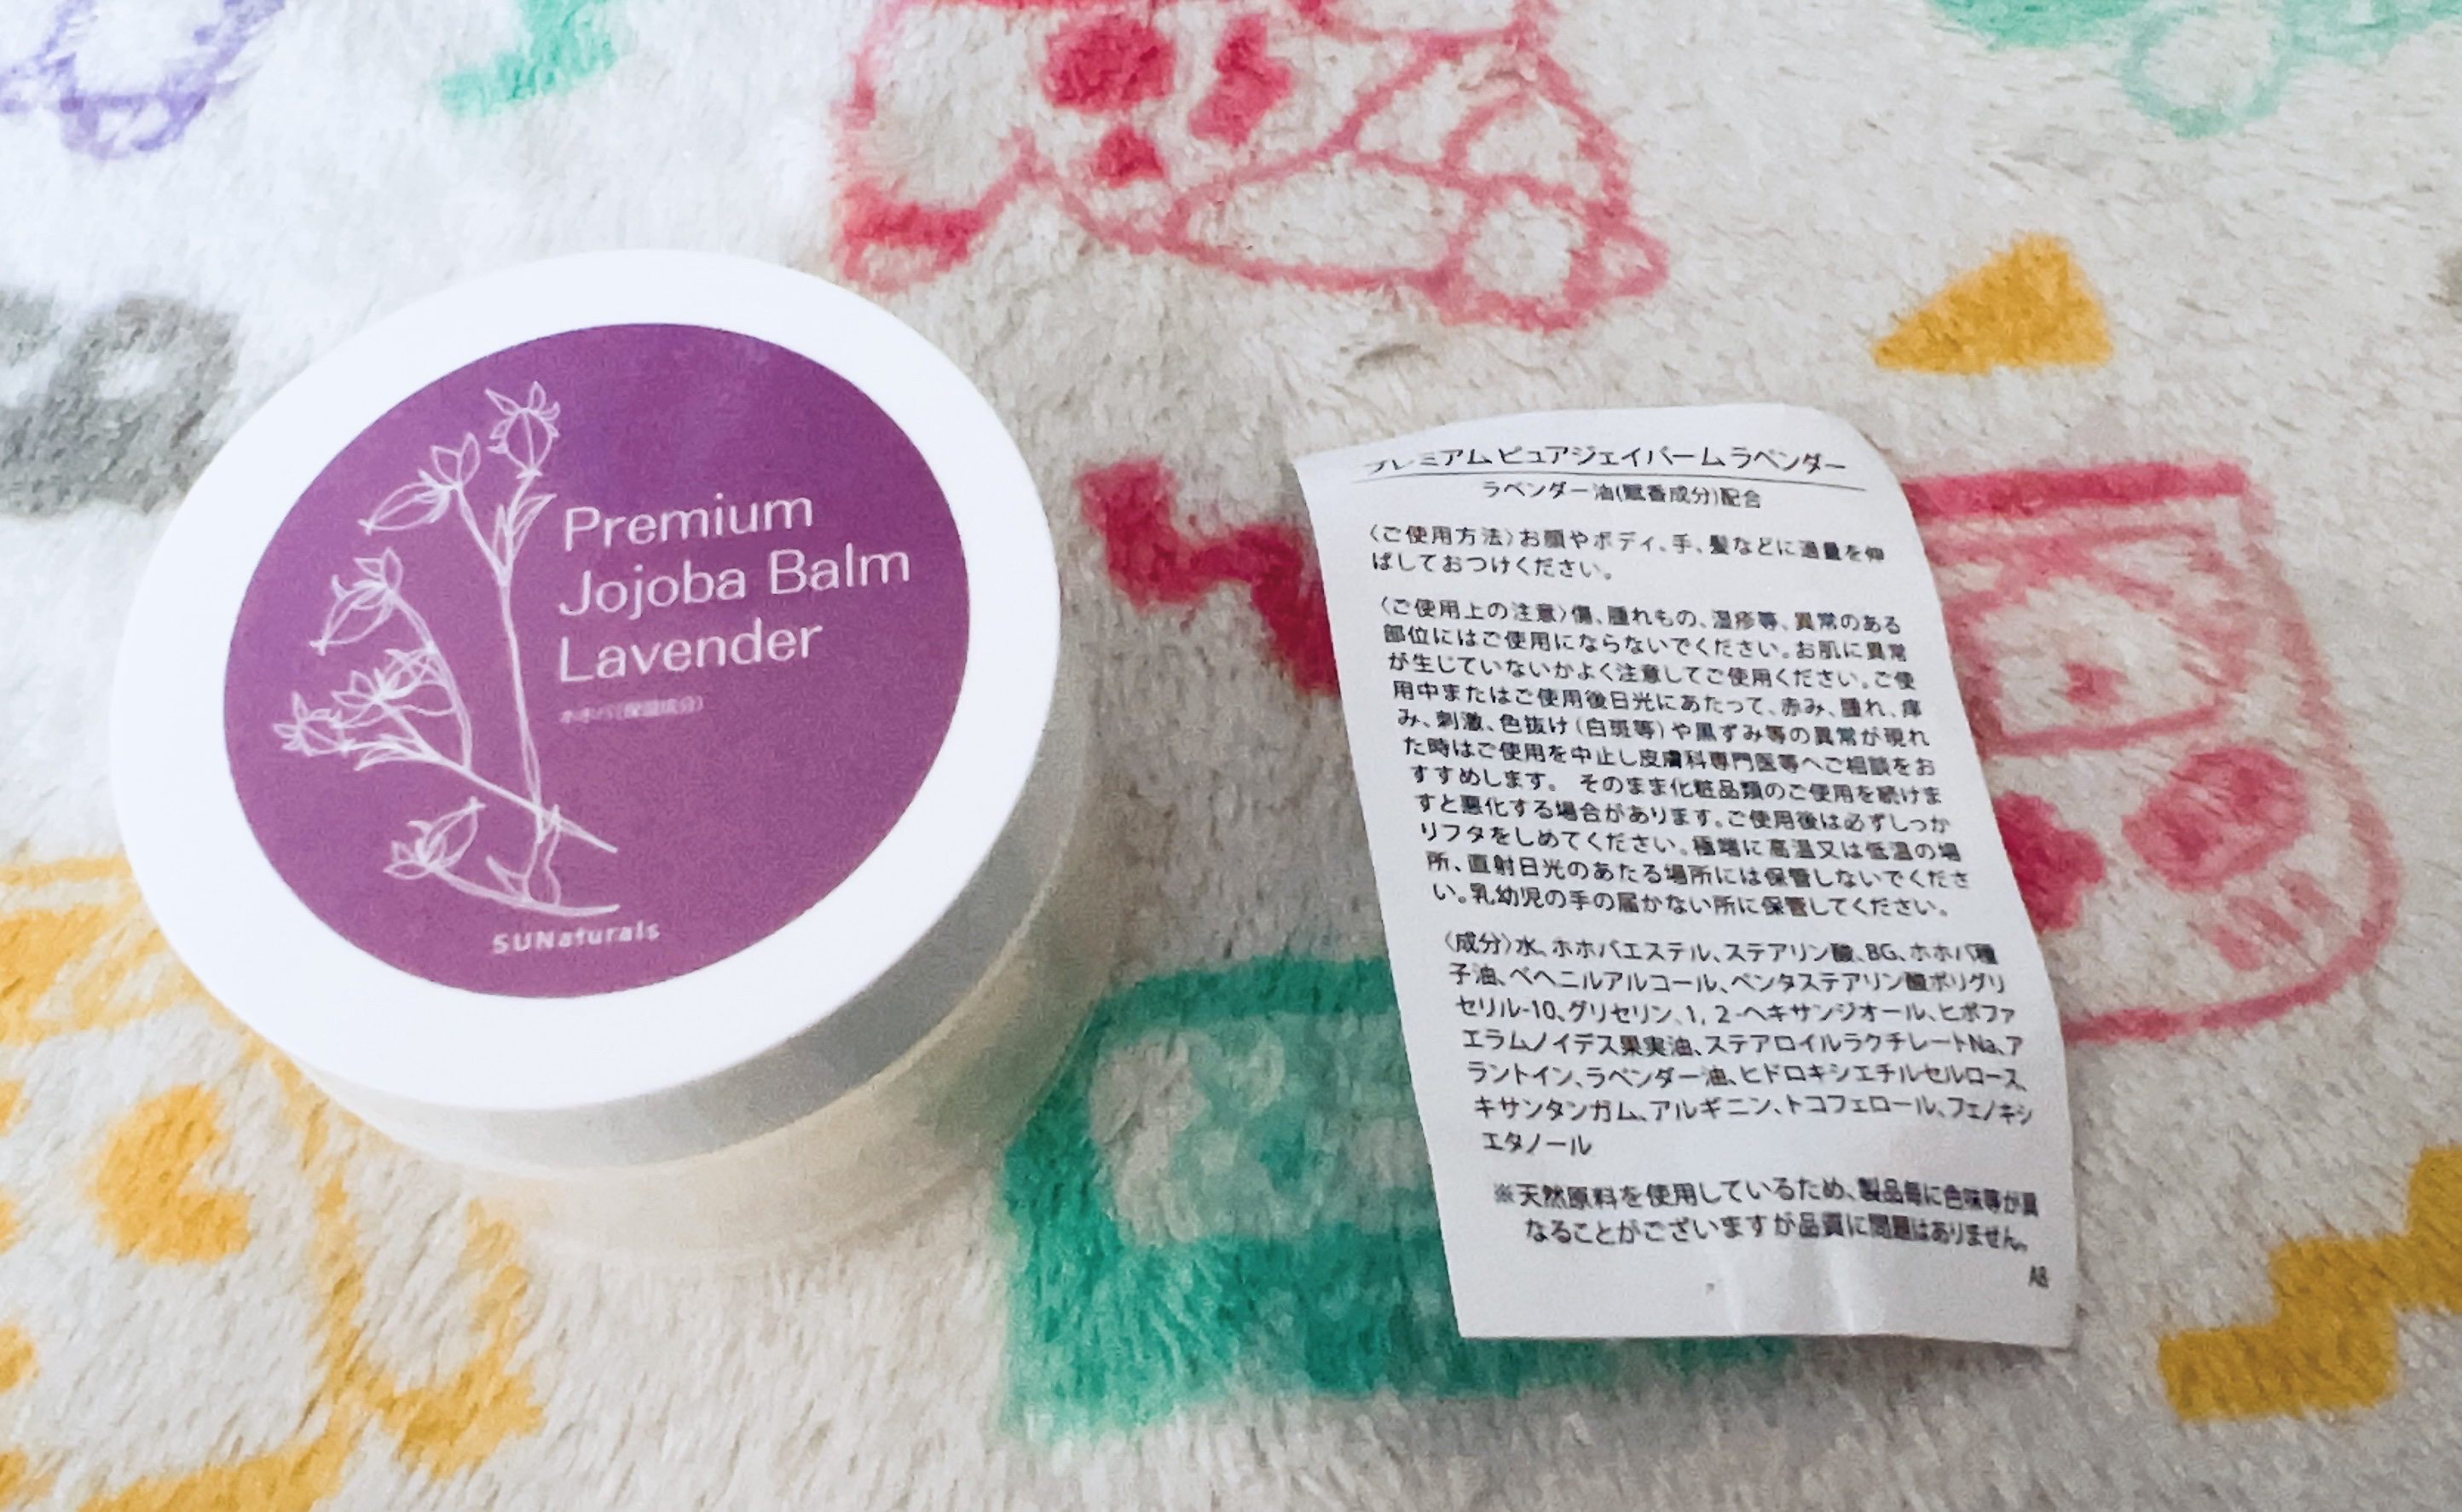 Premium
Jojoba Balm
Lavender
ホホバ(保湿成分)
SUNaturals
プレミアムピュアジェイバームラベンダー
ラベンダー油(賦香成分)配合
〈ご使用方法〉お顔やボディ、手、髪などに適量を伸
ばしておつけください。
〈ご使用上の注意〉傷、腫れもの、湿疹等、異常のある
部位にはご使用にならないでください。お肌に異常
が生じていないかよく注意してご使用ください。ご使
用中またはご使用後日光にあたって、赤み、腫れ、痒
み、刺激、色抜け（白斑等）や黒ずみ等の異常が現れ
た時はご使用を中止し皮膚科専門医等へご相談をお
すすめします。 そのまま化粧品類のご使用を続けま
すと悪化する場合があります。ご使用後は必ずしっか
りフタをしめてください。極端に高温又は低温の場
所、直射日光のあたる場所には保管しないでくださ
い。乳幼児の手の届かない所に保管してください。
〈成分〉水、ホホバエステル、ステアリン酸、BG、ホホバ種
子油、ベヘニルアルコール、ペンタステアリン酸ポリグリ
セリル-10、グリセリン、1, 2-ヘキサンジオール、ヒポファ
エラムノイデス果実油、ステアロイルラクチレートNa、ア
ラントイン、ラベンダー油、ヒドロキシエチルセルロース、
キサンタンガム、アルギニン、トコフェロール、フェノキシ
エタノール
※天然原料を使用しているため、製品毎に色味等が異
なることがございますが品質に問題はありません。
AB